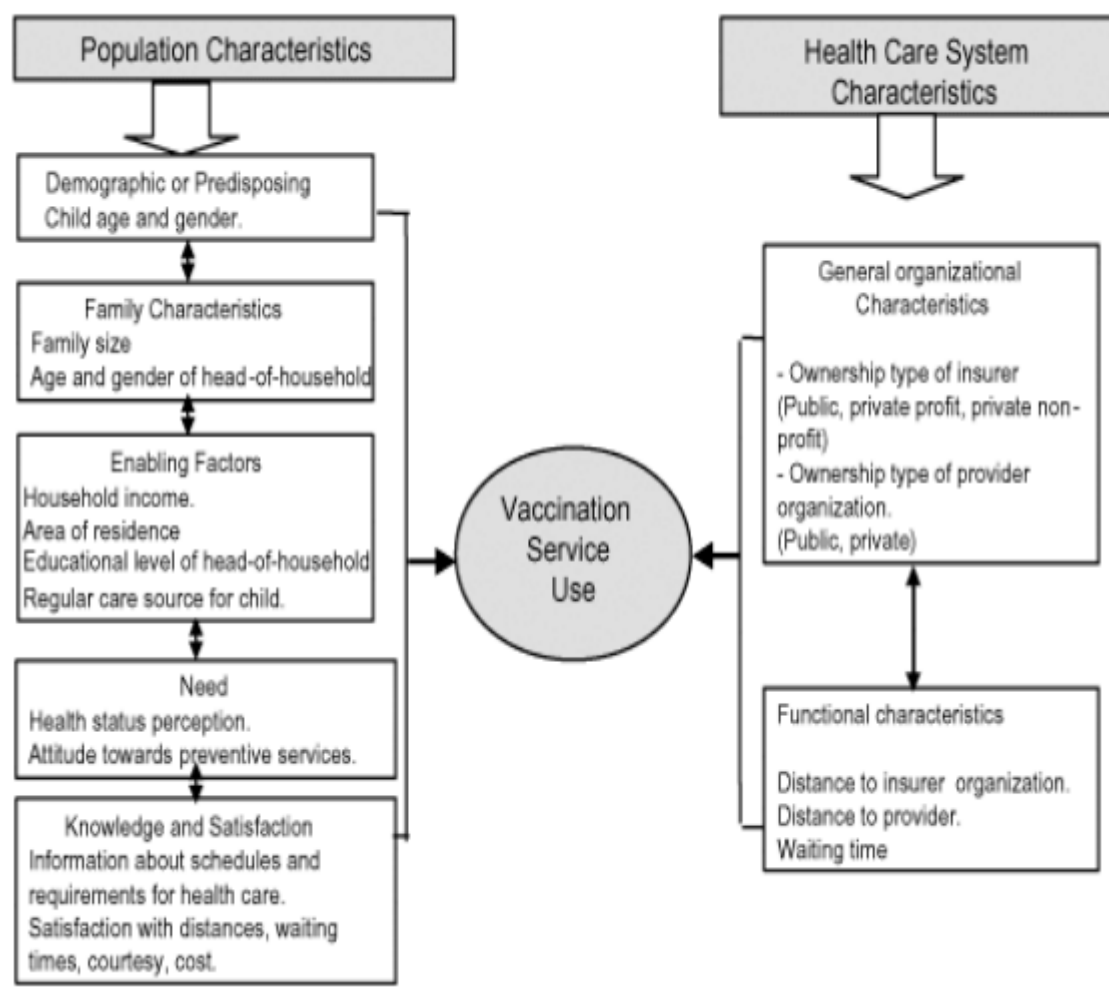 Population Characteristics
Demographic or Predisposing
Child age and gender.
Family Characteristics
Family size
Age and gender of head-of-household
Enabling Factors
Household income.
Area of residence
Educational level of head-of-household
Regular care source for child.
Need
Health status perception.
Attitude towards preventive services.
Knowledge and Satisfaction
Information about schedules and
requirements for health care.
Satisfaction with distances, waiting
times, courtesy, cost.
Vaccination
Service
Use
Health Care System
Characteristics
General organizational
Characteristics
- Ownership type of insurer
(Public, private profit, private non-
profit)
- Ownership type of provider
organization.
(Public, private)
Functional characteristics
Distance to insurer organization.
Distance to provider.
Waiting time